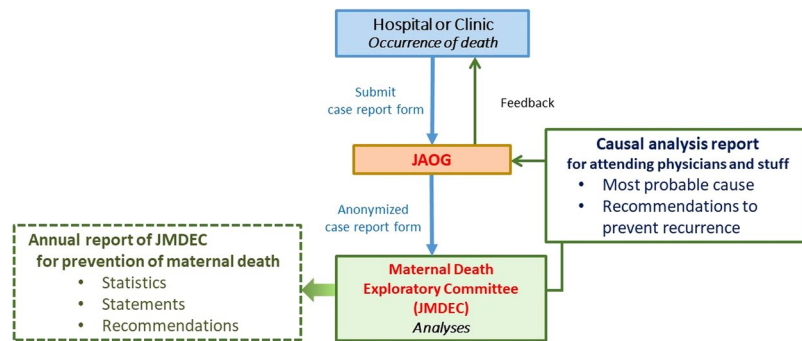 Hospital or Clinic
Occurrence of death
Submit
case report form
Feedback
JAOG
Causal analysis report
for attending physicians and stuff
• Most probable cause
• Recommendations to
prevent recurrence
Anonymized
case report form
Annual report of JMDEC
for prevention of maternal death
• Statistics
• Statements
• Recommendations
Maternal Death
Exploratory Committee
(JMDEC)
Analyses